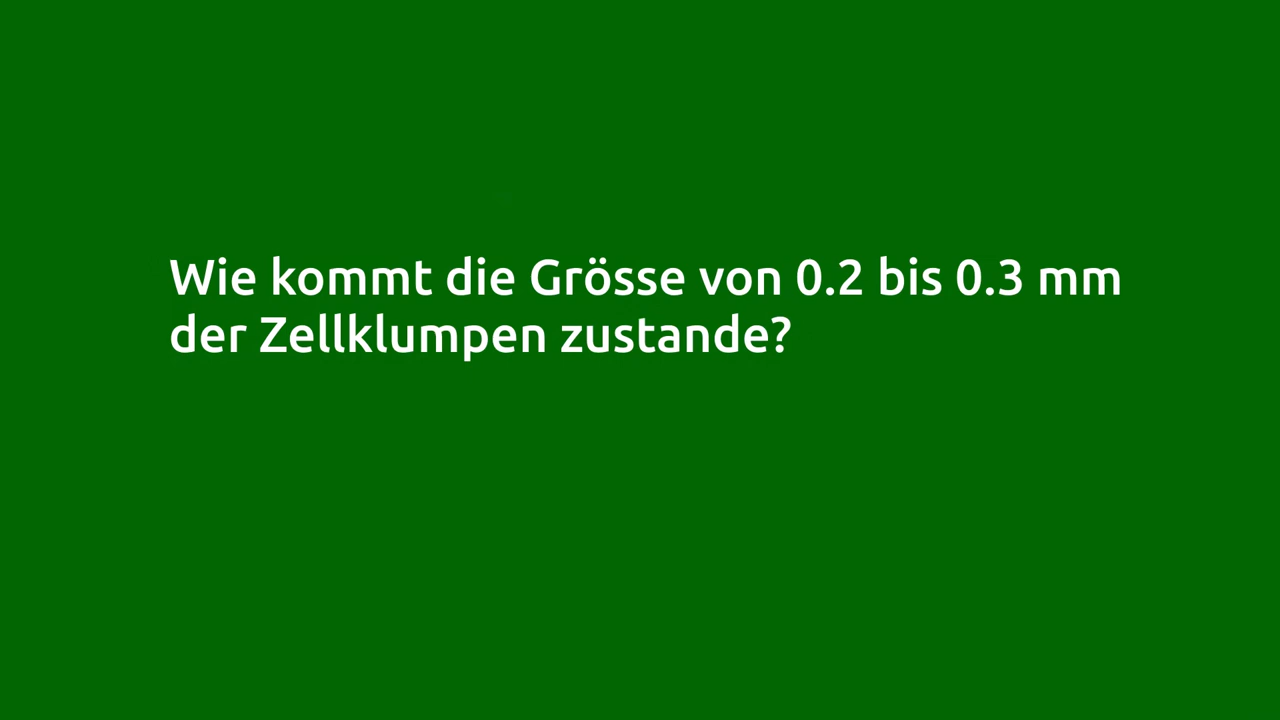 Wie kommt die Grösse von 0.2 bis 0.3 mm
der Zellklumpen zustande?